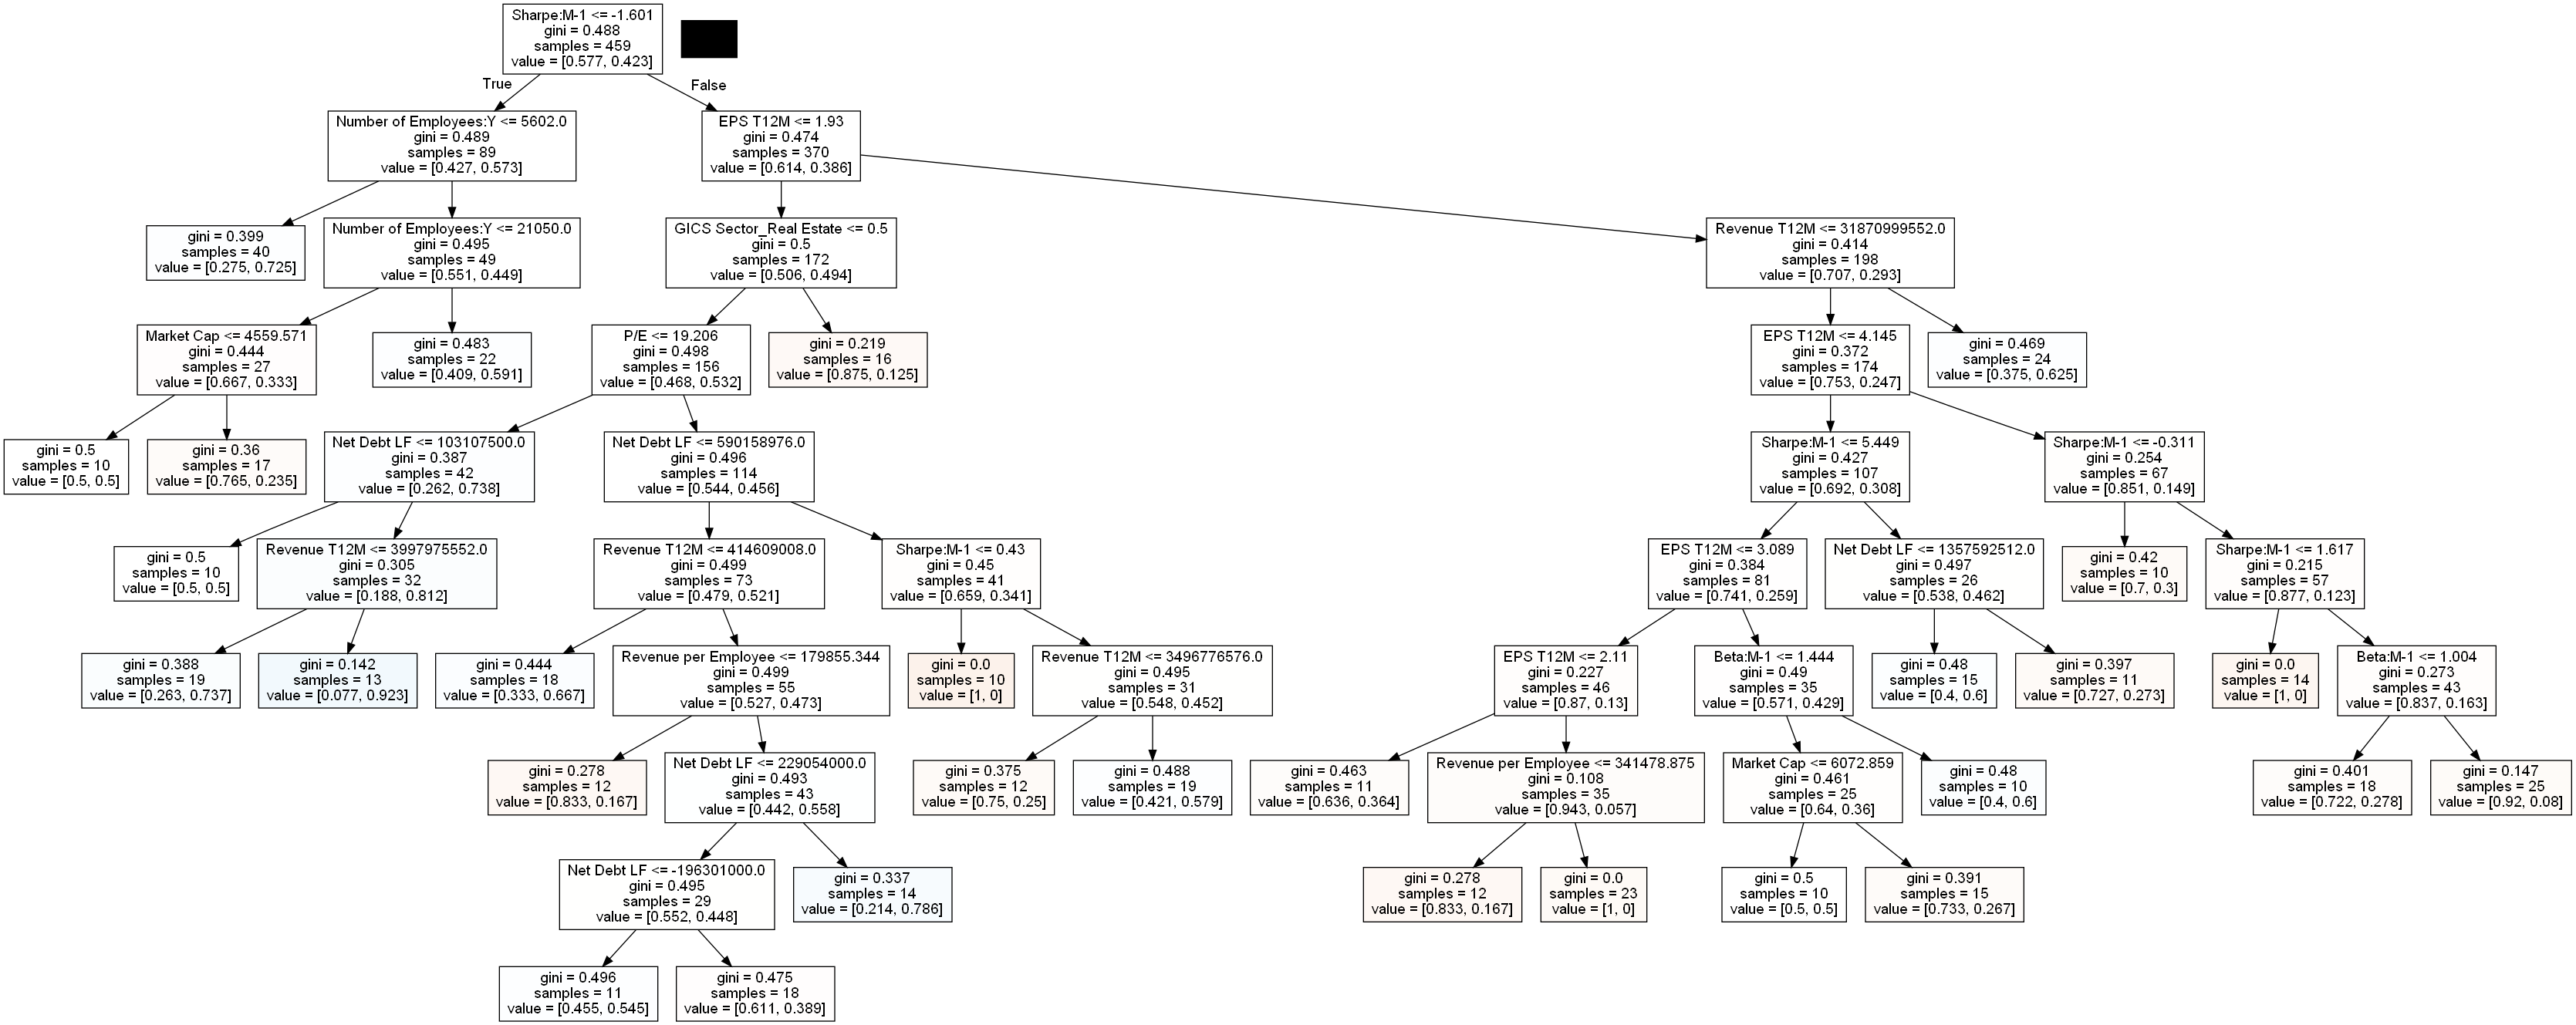 Sharpe:M-1 <= -1.601
gini = 0.488
samples = 459
value = [0.577, 0.423]
True
False
Number of Employees:Y <= 5602.0
gini = 0.489
samples = 89
value = [0.427, 0.573]
EPS T12M <= 1.93
gini = 0.474
samples = 370
value = [0.614, 0.386]
gini = 0.399
samples = 40
value = [0.275, 0.725]
Number of Employees:Y <= 21050.0
gini = 0.495
samples = 49
value = [0.551, 0.449]
GICS Sector_Real Estate <= 0.5
gini = 0.5
samples = 172
value = [0.506, 0.494]
Revenue T12M <= 31870999552.0
gini = 0.414
samples = 198
value = [0.707, 0.293]
Market Cap <= 4559.571
gini = 0.444
samples = 27
value = [0.667, 0.333]
gini = 0.483
samples = 22
value = [0.409, 0.591]
P/E <= 19.206
gini = 0.498
samples = 156
value = [0.468, 0.532]
gini = 0.219
samples = 16
value = [0.875, 0.125]
EPS T12M <= 4.145
gini = 0.372
samples = 174
value = [0.753, 0.247]
gini = 0.469
samples = 24
value = [0.375, 0.625]
gini = 0.5
samples = 10
value = [0.5, 0.5]
gini = 0.36
samples = 17
value = [0.765, 0.235]
Net Debt LF <= 103107500.0
gini = 0.387
samples = 42
value = [0.262, 0.738]
Net Debt LF <= 590158976.0
gini = 0.496
samples = 114
value = [0.544, 0.456]
Sharpe:M-1 <= 5.449
gini = 0.427
samples = 107
value = [0.692, 0.308]
Sharpe:M-1 <= -0.311
gini = 0.254
samples = 67
value = [0.851, 0.149]
gini = 0.5
samples = 10
value = [0.5, 0.5]
Revenue T12M <= 3997975552.0
gini = 0.305
samples = 32
value = [0.188, 0.812]
Revenue T12M <= 414609008.0
gini = 0.499
samples = 73
value = [0.479, 0.521]
Sharpe:M-1 <= 0.43
gini = 0.45
samples = 41
value = [0.659, 0.341]
EPS T12M <= 3.089
gini = 0.384
samples = 81
value = [0.741, 0.259]
Net Debt LF <= 1357592512.0
gini = 0.497
samples = 26
value = [0.538, 0.462]
gini = 0.42
samples = 10
value = [0.7, 0.3]
Sharpe:M-1 <= 1.617
gini = 0.215
samples = 57
value = [0.877, 0.123]
gini = 0.388
samples = 19
value = [0.263, 0.737]
gini = 0.142
samples = 13
value = [0.077, 0.923]
gini = 0.444
samples = 18
value = [0.333, 0.667]
Revenue per Employee <= 179855.344
gini = 0.499
samples = 55
value = [0.527, 0.473]
gini = 0.0
samples = 10
value = [1, 0]
Revenue T12M <= 3496776576.0
gini = 0.495
samples = 31
value = [0.548, 0.452]
EPS T12M <= 2.11
gini = 0.227
samples = 46
value = [0.87, 0.13]
Beta:M-1 <= 1.444
gini = 0.49
samples = 35
value = [0.571, 0.429]
gini = 0.48
samples = 15
value = [0.4, 0.6]
gini = 0.397
samples = 11
value = [0.727, 0.273]
gini = 0.0
samples = 14
value = [1, 0]
Beta:M-1 <= 1.004
gini = 0.273
samples = 43
value = [0.837, 0.163]
gini = 0.278
samples = 12
value = [0.833, 0.167]
Net Debt LF <= 229054000.0
gini = 0.493
samples = 43
value = [0.442, 0.558]
gini = 0.375
samples = 12
value = [0.75, 0.25]
gini = 0.488
samples = 19
value = [0.421, 0.579]
gini = 0.463
samples = 11
value = [0.636, 0.364]
Revenue per Employee <= 341478.875
gini = 0.108
samples = 35
value = [0.943, 0.057]
Market Cap <= 6072.859
gini = 0.461
samples = 25
value = [0.64, 0.36]
gini = 0.48
samples = 10
value = [0.4, 0.6]
gini = 0.401
samples = 18
value = [0.722, 0.278]
gini = 0.147
samples = 25
value = [0.92, 0.08]
Net Debt LF <= -196301000.0
gini = 0.495
samples = 29
value = [0.552, 0.448]
gini = 0.337
samples = 14
value = [0.214, 0.786]
gini = 0.278
samples = 12
value = [0.833, 0.167]
gini = 0.0
samples = 23
value = [1, 0]
gini = 0.5
samples = 10
value = [0.5, 0.5]
gini = 0.391
samples = 15
value = [0.733, 0.267]
gini = 0.496
samples = 11
value = [0.455, 0.545]
gini = 0.475
samples = 18
value = [0.611, 0.389]